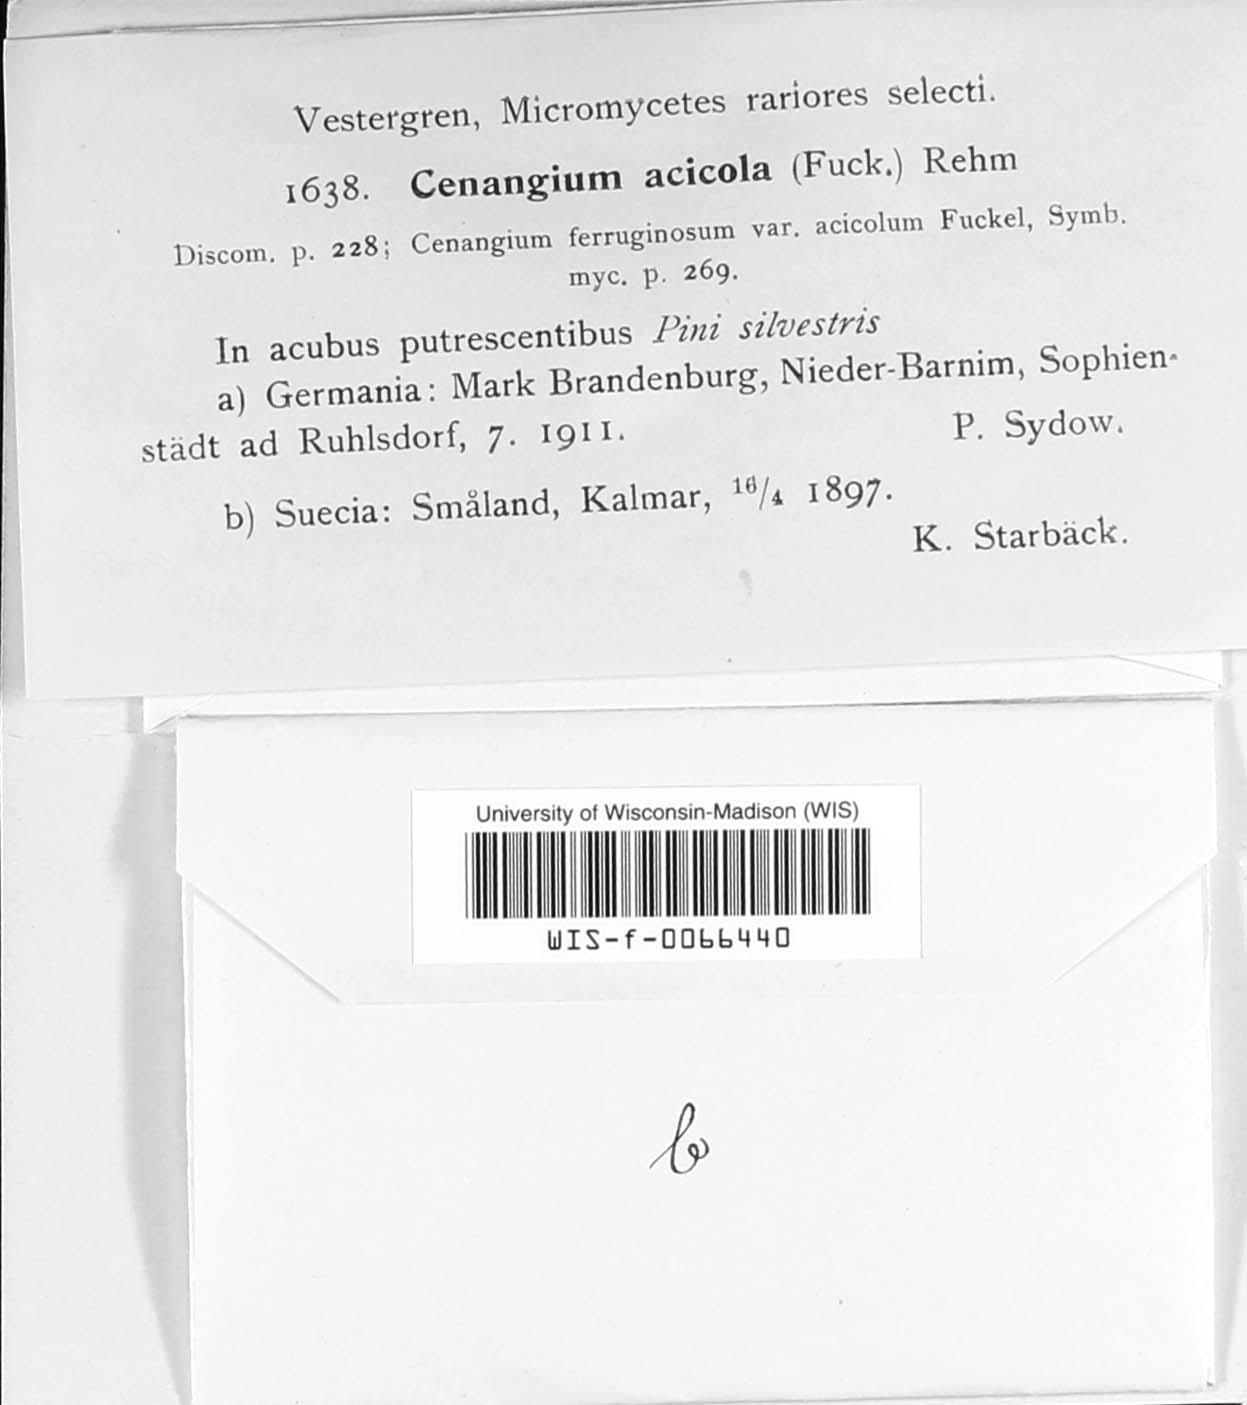 Vestergren, Micromycetes rariores selecti.
1638. Cenangium acicola (Fuck.) Rehm
Discom. p. 228; Cenangium ferruginosum var. acicolum Fuckel, Symb.
myc. p. 269.
In acubus putrescentibus Pini silvestris
a) Germania: Mark Brandenburg, Nieder-Barnim, Sophien-
städt ad Ruhlsdorf, 7. 1911. P. Sydow.
b) Suecia: Småland, Kalmar, 16/4 1897.
K. Starbäck.
University of Wisconsin-Madison (WIS)
WIS-f-0066440
b